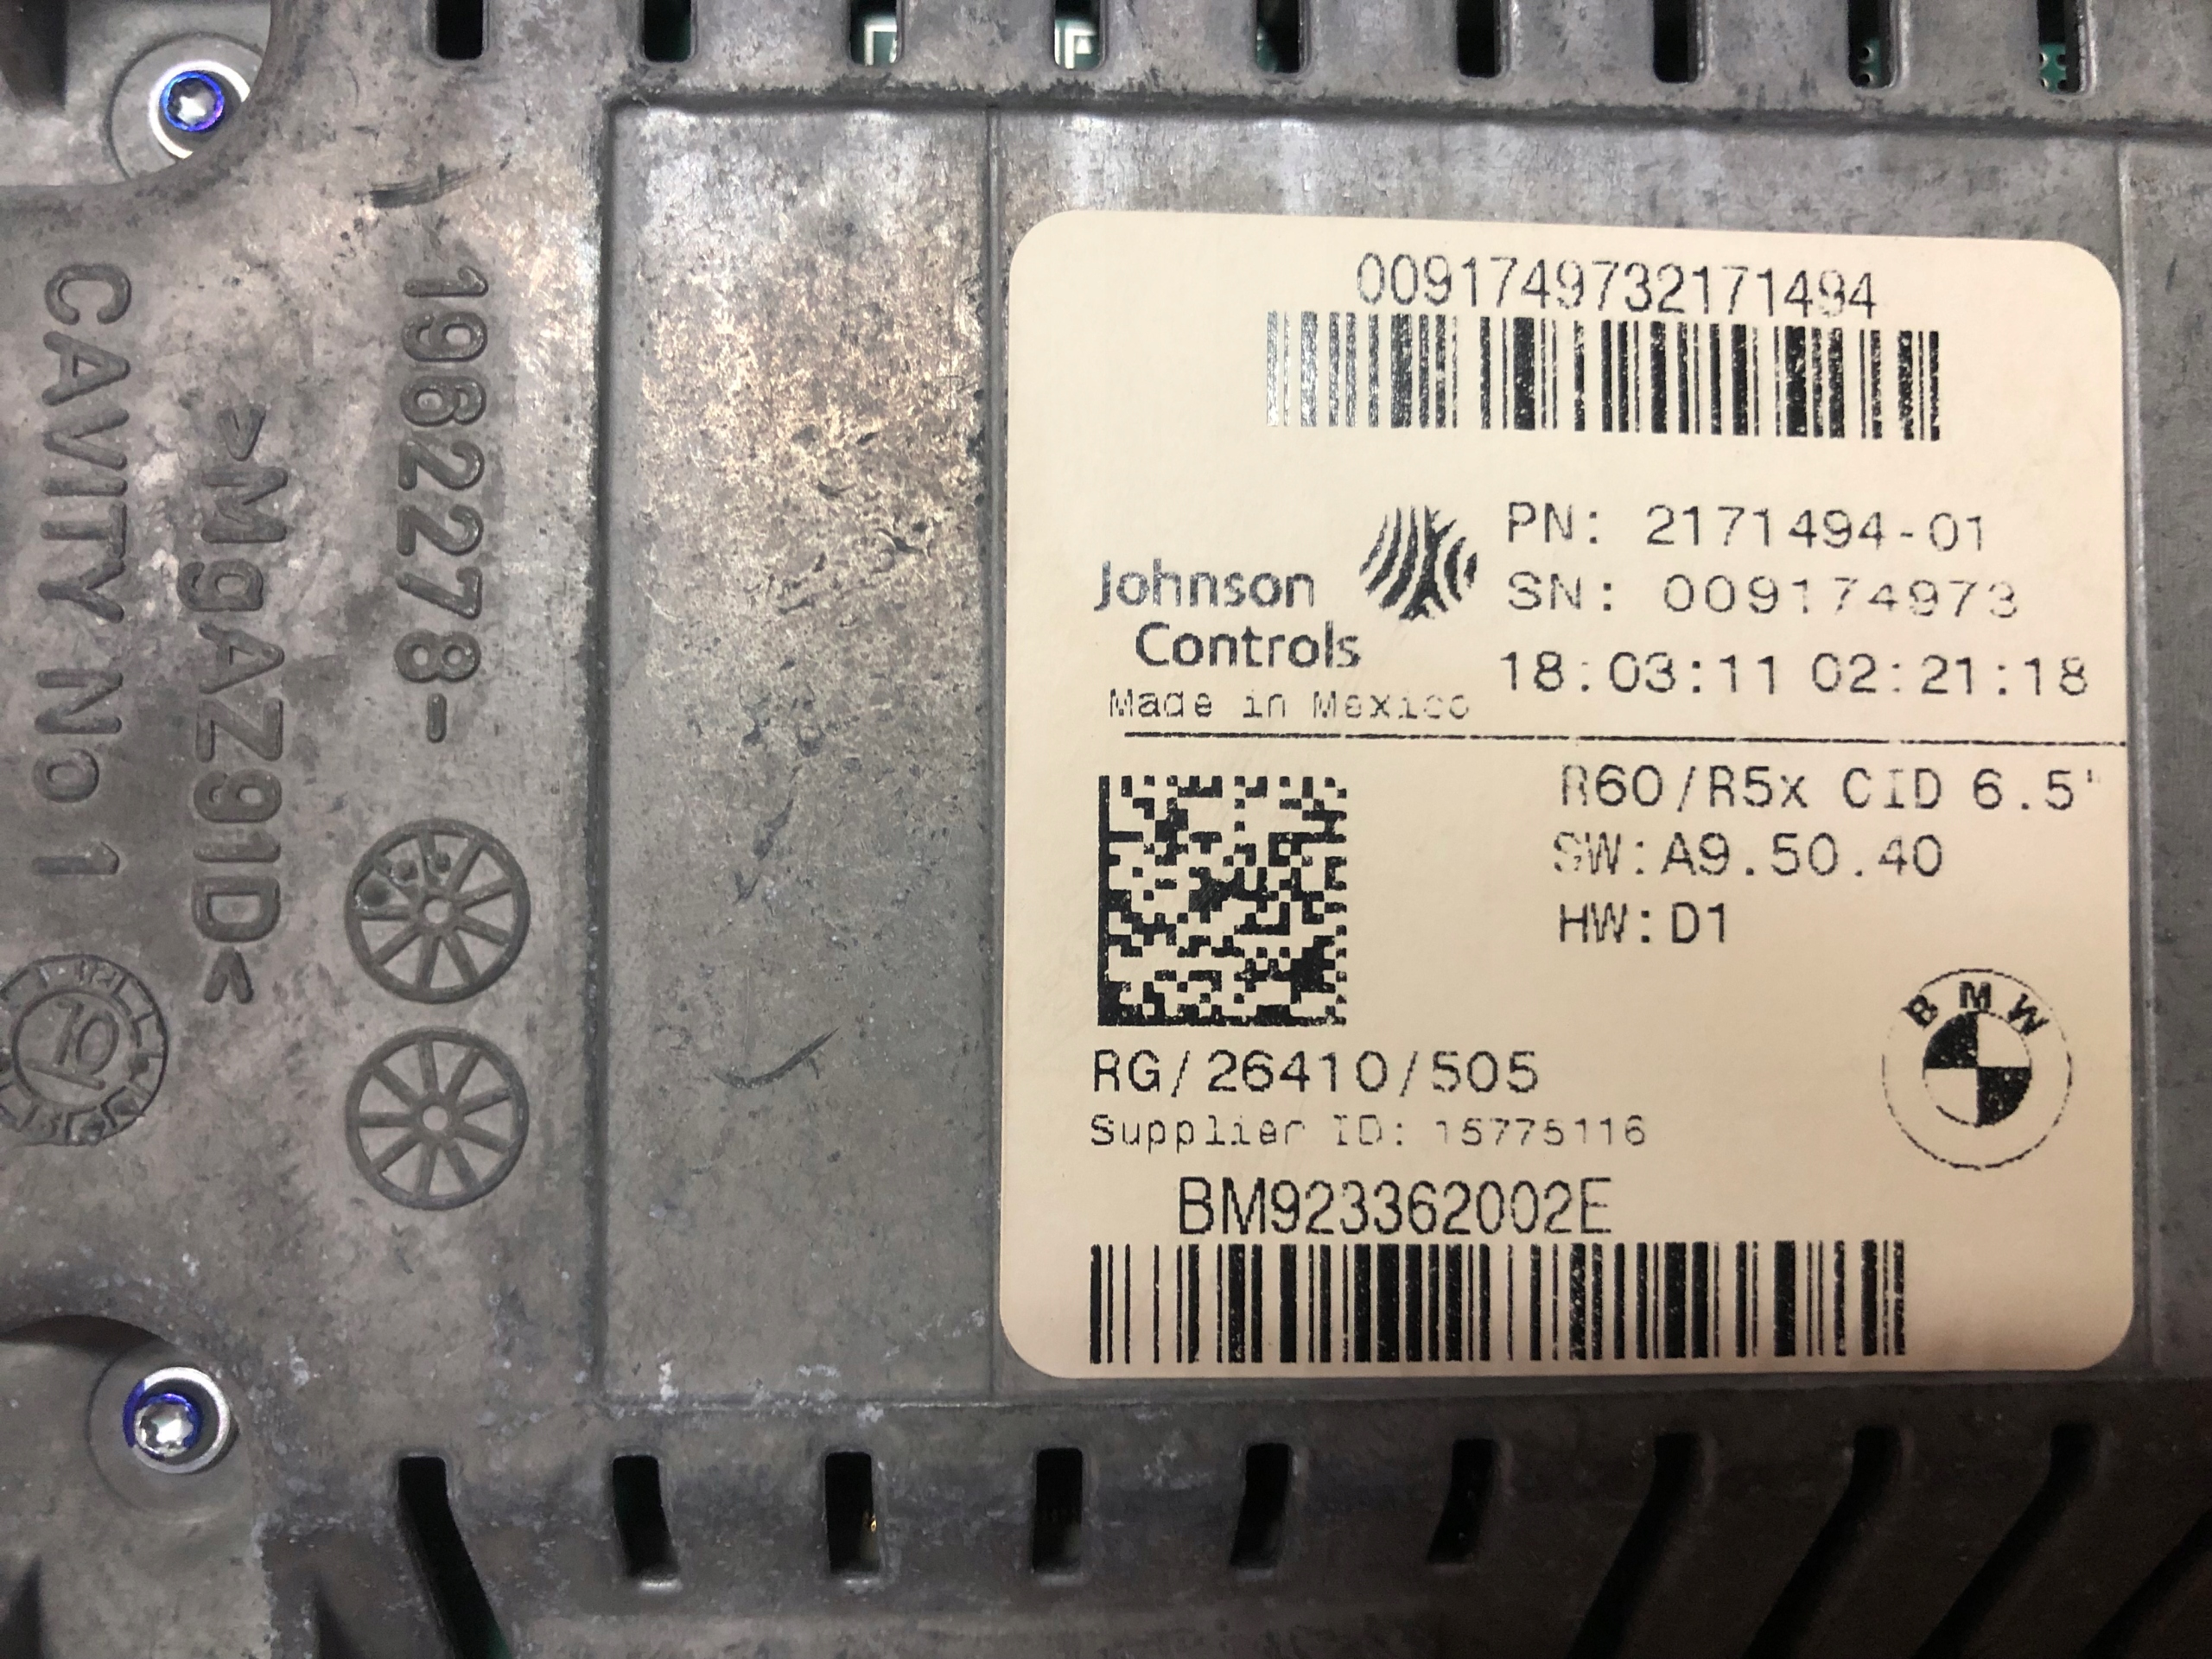 CAVITY No 1
>MgAZ91D<
1962278-
10
0091749732171494
Johnson
Controls
Made in Mexico
PN: 2171494-01
SN: 009174973
18:03:11 02:21:18
R60/R5x CID 6.5'
SW:A9.50.40
HW:D1
BMW
RG/26410/505
Supplier ID: 15775116
BM923362002E